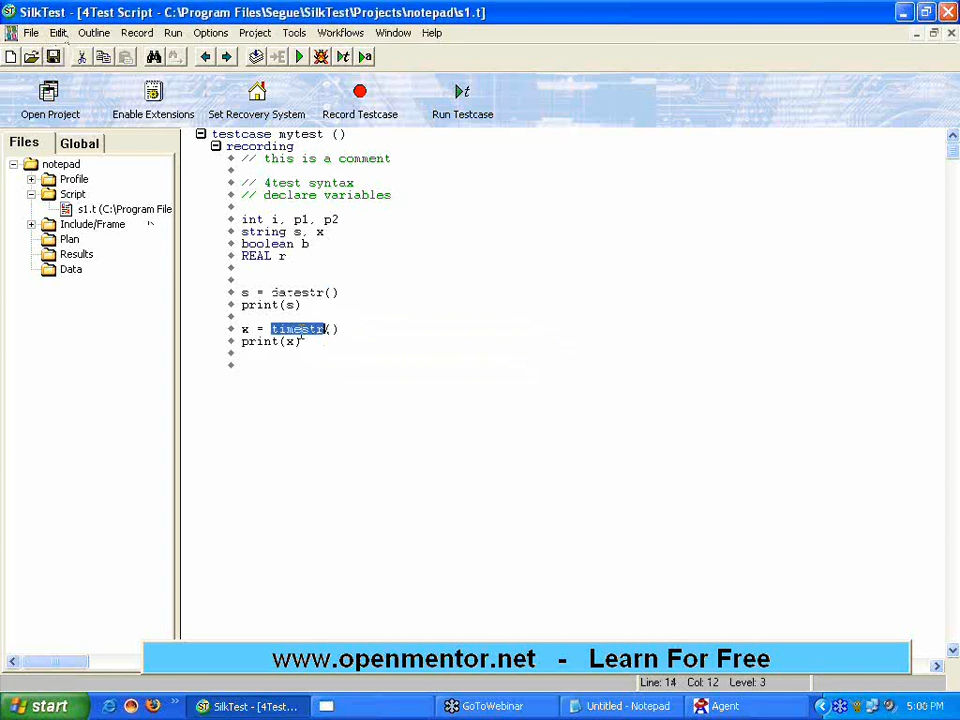 SilkTest - [4Test Script - C:\Program Files\Segue\SilkTest\Projects\notepad\s1.t]
File Edit Outline Record Run Options Project Tools Workflows Window Help
Open Project Enable Extensions Set Recovery System Record Testcase Run Testcase
Files Global
notepad
Profile
Script
s1.t (C:\Program File
Include/Frame
Plan
Results
Data
testcase mytest ()
recording
// this is a comment
// 4test syntax
// declare variables
int i, p1, p2
string s, x
boolean b
REAL r
s = datestr()
print(s)
x = timestr()
print(x)
www.openmentor.net - Learn For Free
Line: 14 Col: 12 Level: 3
start SilkTest - [4Test... GoToWebinar Untitled - Notepad Agent 5:00 PM